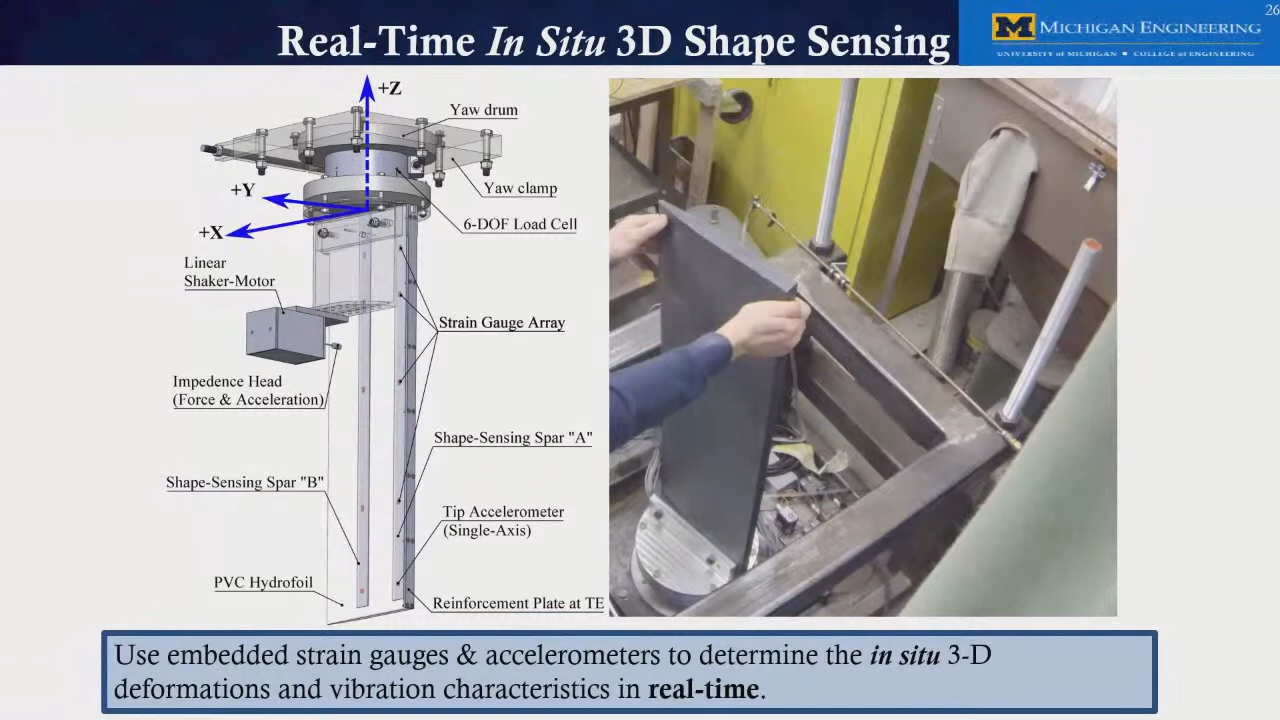 Real-Time In Situ 3D Shape Sensing
M MICHIGAN ENGINEERING
UNIVERSITY of MICHIGAN ■ COLLEGE of ENGINEERING
26
+Z
Yaw drum
+Y
Yaw clamp
+X
6-DOF Load Cell
Linear
Shaker-Motor
Strain Gauge Array
Impedence Head
(Force & Acceleration)
Shape-Sensing Spar "A"
Shape-Sensing Spar "B"
Tip Accelerometer
(Single-Axis)
PVC Hydrofoil
Reinforcement Plate at TE
Use embedded strain gauges & accelerometers to determine the in situ 3-D
deformations and vibration characteristics in real-time.